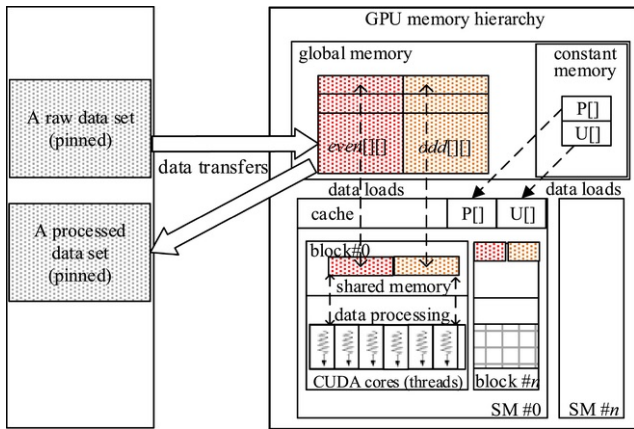 GPU memory hierarchy
global memory
constant
memory
A raw data set
(pinned)
P[]
U[]
even[][]
odd[][]
data transfers
data loads
data loads
A processed
data set
(pinned)
cache
P[]
U[]
block#0
shared memory
data processing
CUDA cores (threads)
block #n
SM #0
SM #n